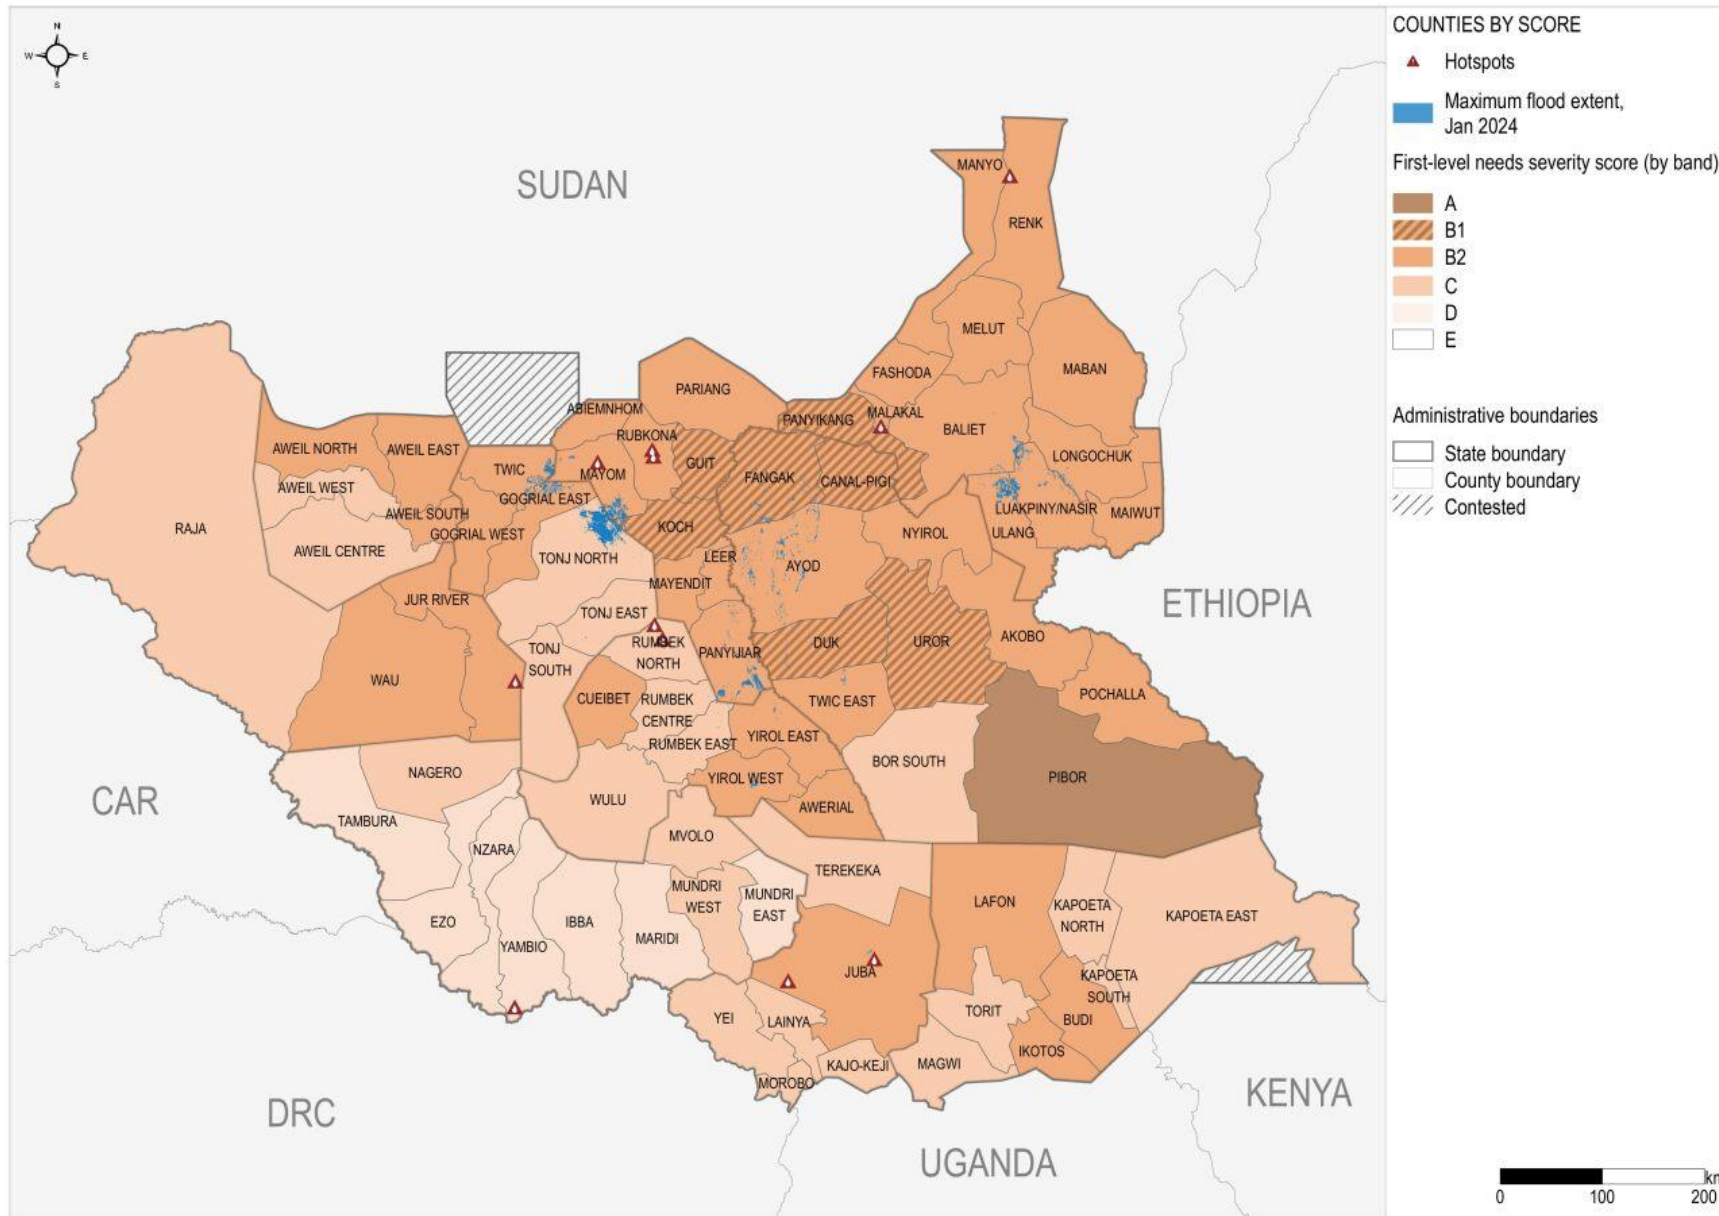 COUNTIES BY SCORE
Hotspots
Maximum flood extent,
Jan 2024
First-level needs severity score (by band)
A
B1
B2
C
D
E
Administrative boundaries
State boundary
County boundary
Contested
N
W
E
S
SUDAN
MANYO
RENK
MELUT
MABAN
FASHODA
PARIANG
ABIEMNHOM
PANYIKANG
MALAKAL
BALIET
RUBKONA
AWEIL NORTH
AWEIL EAST
TWIC
MAYOM
GUIT
FANGAK
CANAL-PIGI
LONGOCHUK
AWEIL WEST
GOGRIAL EAST
LUAKPINY/NASIR
MAIWUT
RAJA
AWEIL SOUTH
GOGRIAL WEST
KOCH
NYIROL
ULANG
AWEIL CENTRE
TONJ NORTH
LEER
AYOD
MAYENDIT
JUR RIVER
TONJ EAST
ETHIOPIA
RUMBEK
NORTH
TONJ
SOUTH
PANYIJIAR
DUK
UROR
AKOBO
WAU
CUEIBET
RUMBEK
CENTRE
TWIC EAST
POCHALLA
RUMBEK EAST
YIROL EAST
BOR SOUTH
PIBOR
NAGERO
YIROL WEST
CAR
WULU
AWERIAL
TAMBURA
MVOLO
NZARA
TEREKEKA
MUNDRI
WEST
MUNDRI
EAST
LAFON
KAPOETA
NORTH
KAPOETA EAST
EZO
YAMBIO
IBBA
MARIDI
JUBA
KAPOETA
SOUTH
YEI
LAINYA
TORIT
BUDI
IKOTOS
MAGWI
KAJO-KEJI
MOROBO
DRC
UGANDA
KENYA
km
0
100
200